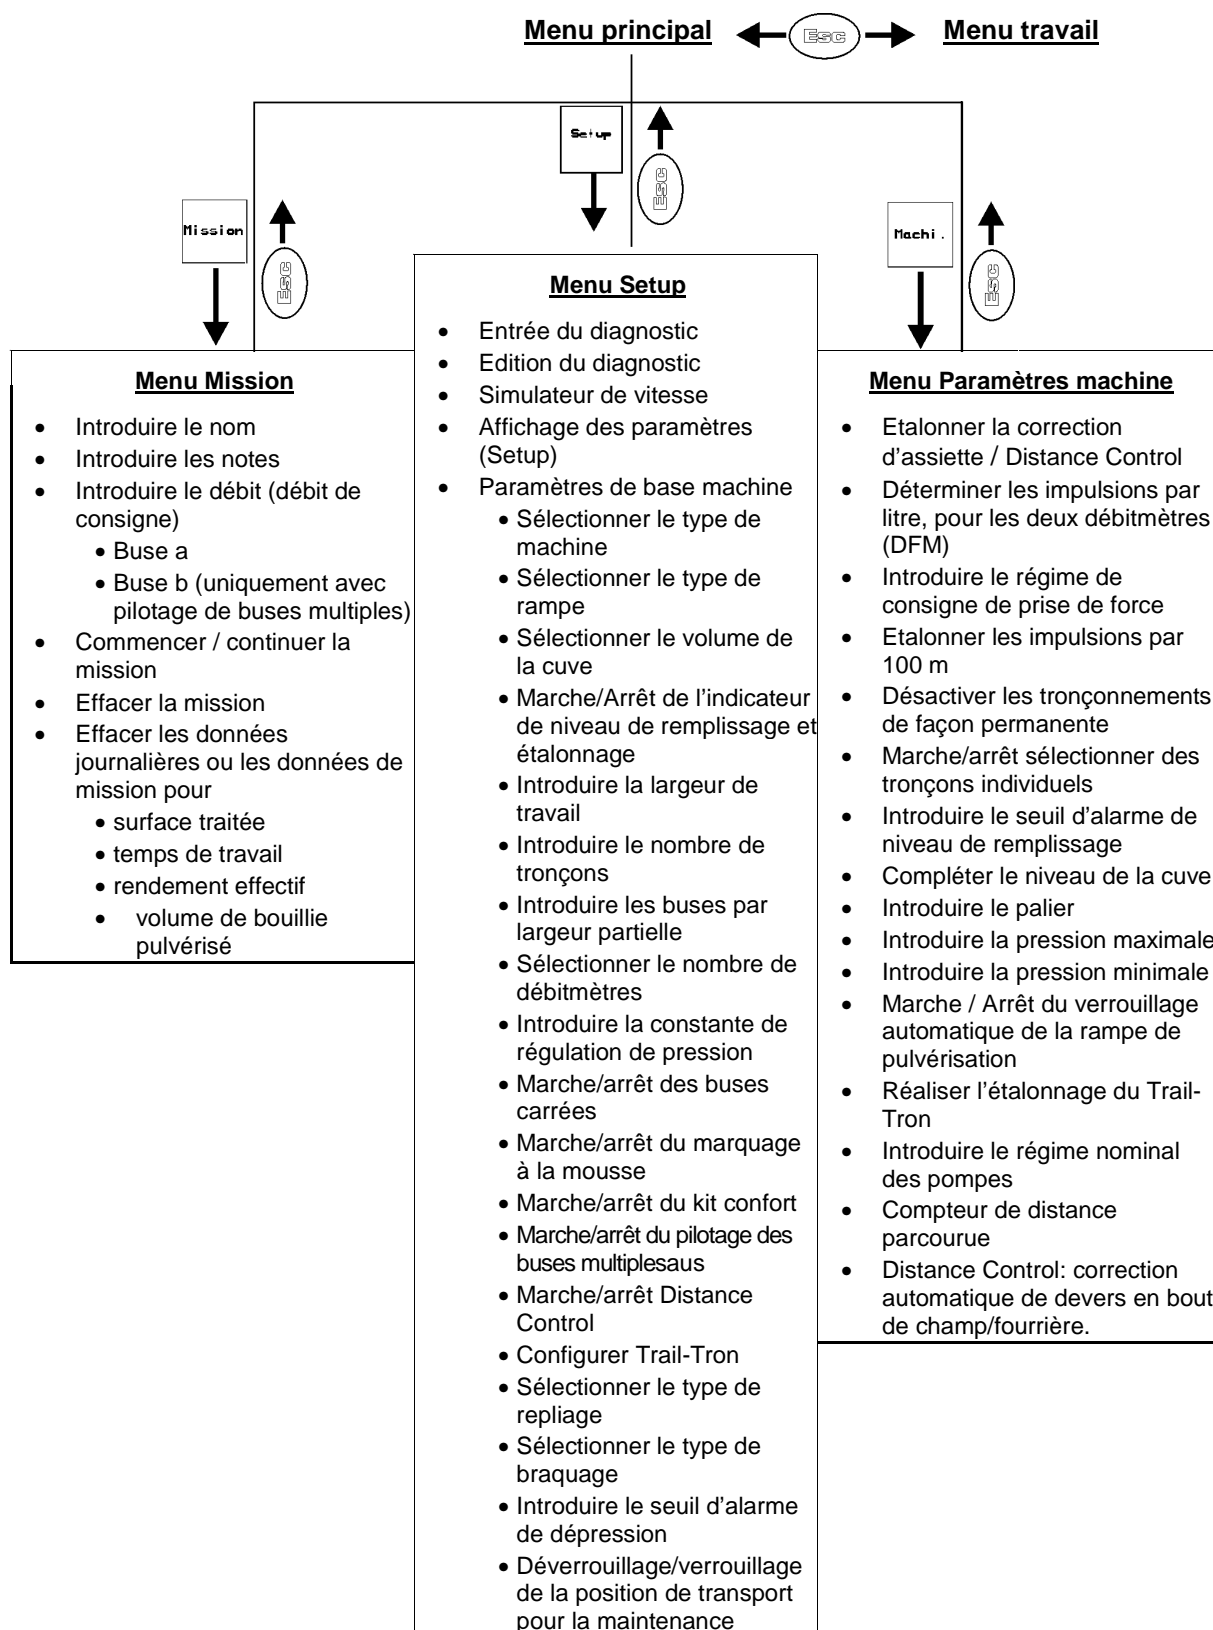 Menu principal
Esc
Menu travail
Setup
ESC
Mission
ESC
Machi.
ESC
Menu Mission
• Introduire le nom
• Introduire les notes
• Introduire le débit (débit de
consigne)
• Buse a
• Buse b (uniquement avec
pilotage de buses multiples)
• Commencer / continuer la
mission
• Effacer la mission
• Effacer les données
journalières ou les données de
mission pour
• surface traitée
• temps de travail
• rendement effectif
• volume de bouillie
pulvérisé
Menu Setup
• Entrée du diagnostic
• Edition du diagnostic
• Simulateur de vitesse
• Affichage des paramètres
(Setup)
• Paramètres de base machine
• Sélectionner le type de
machine
• Sélectionner le type de
rampe
• Sélectionner le volume de
la cuve
• Marche/Arrêt de l’indicateur
de niveau de remplissage et
étalonnage
• Introduire la largeur de
travail
• Introduire le nombre de
tronçons
• Introduire les buses par
largeur partielle
• Sélectionner le nombre de
débitmètres
• Introduire la constante de
régulation de pression
• Marche/arrêt des buses
carrées
• Marche/arrêt du marquage
à la mousse
• Marche/arrêt du kit confort
• Marche/arrêt du pilotage des
buses multiplesaus
• Marche/arrêt Distance
Control
• Configurer Trail-Tron
• Sélectionner le type de
repliage
• Sélectionner le type de
braquage
• Introduire le seuil d’alarme
de dépression
• Déverrouillage/verrouillage
de la position de transport
pour la maintenance
Menu Paramètres machine
• Etalonner la correction
d’assiette / Distance Control
• Déterminer les impulsions par
litre, pour les deux débitmètres
(DFM)
• Introduire le régime de
consigne de prise de force
• Etalonner les impulsions par
100 m
• Désactiver les tronçonnements
de façon permanente
• Marche/arrêt sélectionner des
tronçons individuels
• Introduire le seuil d’alarme de
niveau de remplissage
• Compléter le niveau de la cuve
• Introduire le palier
• Introduire la pression maximale
• Introduire la pression minimale
• Marche / Arrêt du verrouillage
automatique de la rampe de
pulvérisation
• Réaliser l’étalonnage du Trail-
Tron
• Introduire le régime nominal
des pompes
• Compteur de distance
parcourue
• Distance Control: correction
automatique de devers en bout
de champ/fourrière.